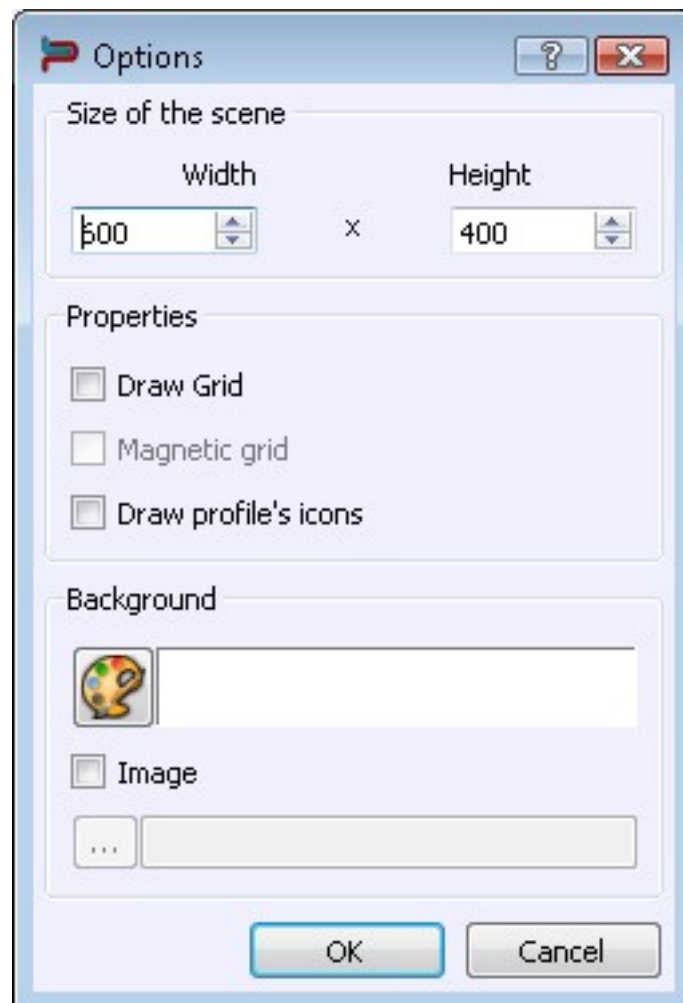 Options
Size of the scene
Width Height
x 400
Properties
Draw Grid
Magnetic grid
Draw profile's icons
Background
Image
...
OK Cancel